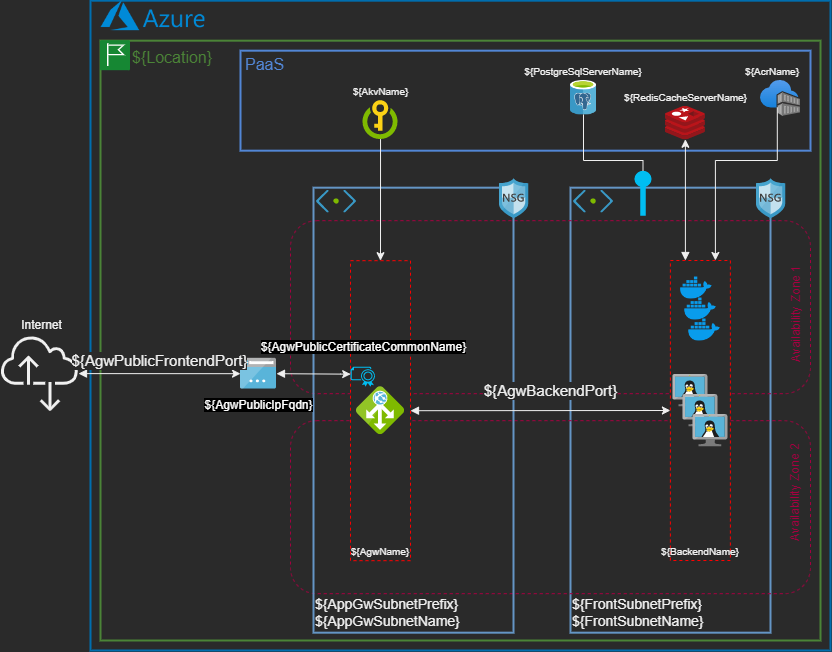 Azure
${Location}
PaaS
${AkvName}
${PostgreSqlServerName}
${RedisCacheServerName}
${AcrName}
NSG
NSG
Availability Zone 1
Internet
${AgwPublicFrontendPort}
${AgwPublicCertificateCommonName}
${AgwPublicIpFqdn}
${AgwBackendPort}
Availability Zone 2
${AgwName}
${BackendName}
${AppGwSubnetPrefix}
${AppGwSubnetName}
${FrontSubnetPrefix}
${FrontSubnetName}